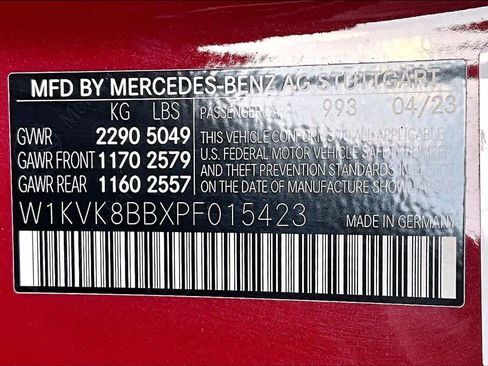 MFD BY MERCEDES-BENZ AG STUTTGART
KG LBS PASSENGER CAR 993 04/23
GVWR 2290 5049 THIS VEHICLE CONFORMS TO ALL APPLICABLE
GAWR FRONT 1170 2579 U.S. FEDERAL MOTOR VEHICLE SAFETY, BUMPER,
GAWR REAR 1160 2557 AND THEFT PREVENTION STANDARDS IN EFFECT
ON THE DATE OF MANUFACTURE SHOWN ABOVE.
W1KVK8BBXPF015423 MADE IN GERMANY